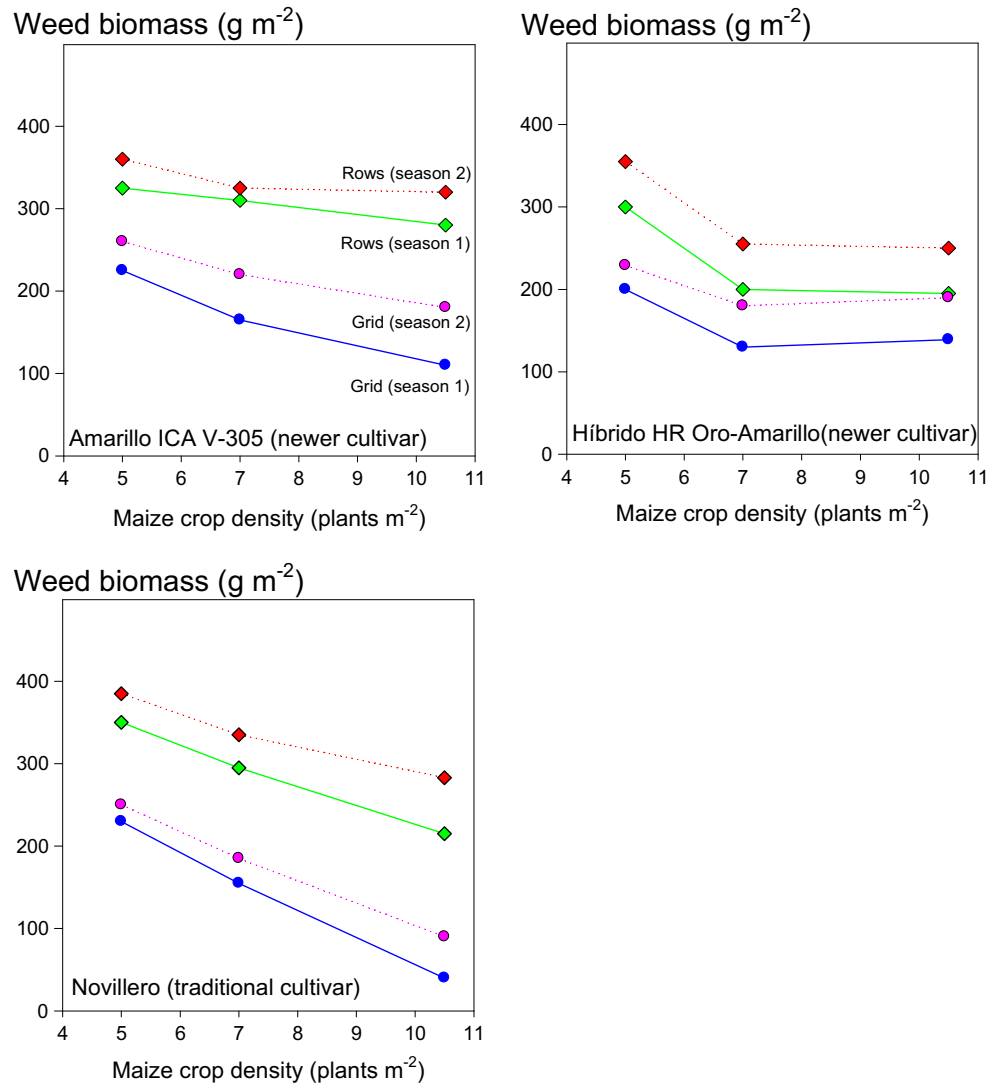 Weed biomass (g m⁻²)
400
300
200
100
0
Rows (season 2)
Rows (season 1)
Grid (season 2)
Grid (season 1)
Amarillo ICA V-305 (newer cultivar)
4 5 6 7 8 9 10 11
Maize crop density (plants m⁻²)
Weed biomass (g m⁻²)
400
300
200
100
0
Híbrido HR Oro-Amarillo(newer cultivar)
4 5 6 7 8 9 10 11
Maize crop density (plants m⁻²)
Weed biomass (g m⁻²)
400
300
200
100
0
Novillero (traditional cultivar)
4 5 6 7 8 9 10 11
Maize crop density (plants m⁻²)